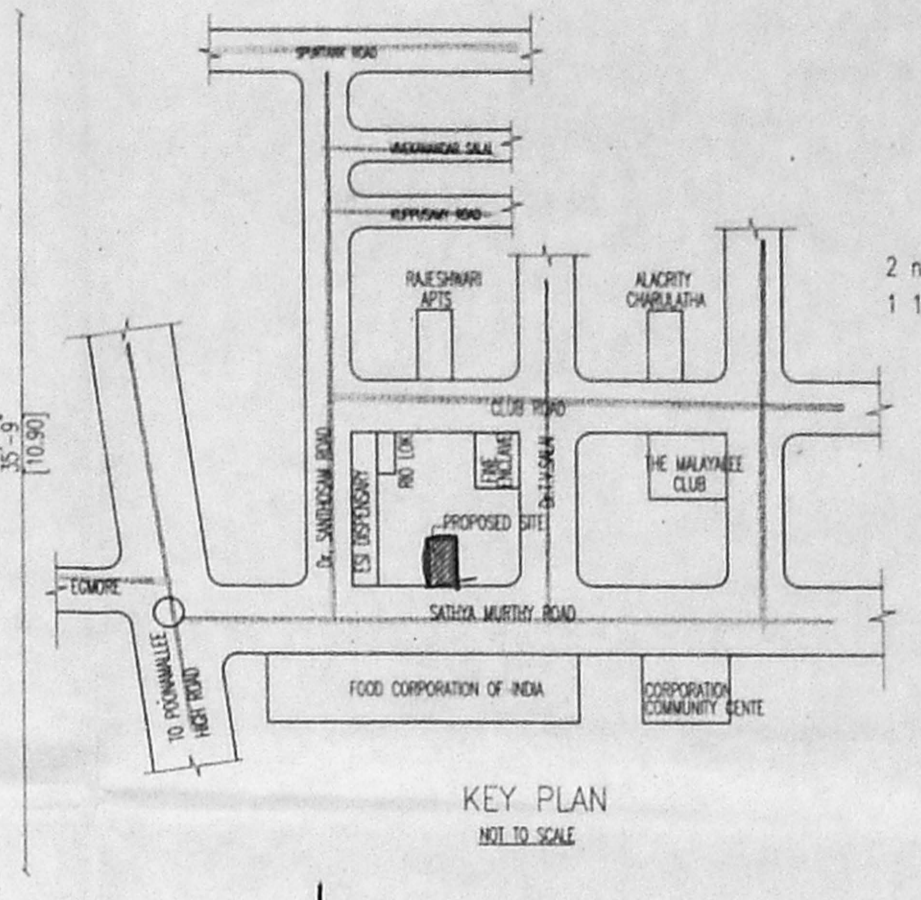 SPURTANK ROAD
VIVEKANANDAR SALAI
KUPPUSAMY ROAD
RAJESHWARI
APTS
ALACRITY
CHARULATHA
2 n
1 1
CLUB ROAD
35'-9"
[10.90]
Dr. SANTHOSAM ROAD
ESI DISPENSARY
RIO LOK
FINE
ENCLAVE
THE MALAYALEE
CLUB
PROPOSED SITE
EGMORE
SATHYA MURTHY ROAD
TO POONAMALLEE
HIGH ROAD
FOOD CORPORATION OF INDIA
CORPORATION
COMMUNITY CENTE
KEY PLAN
NOT TO SCALE